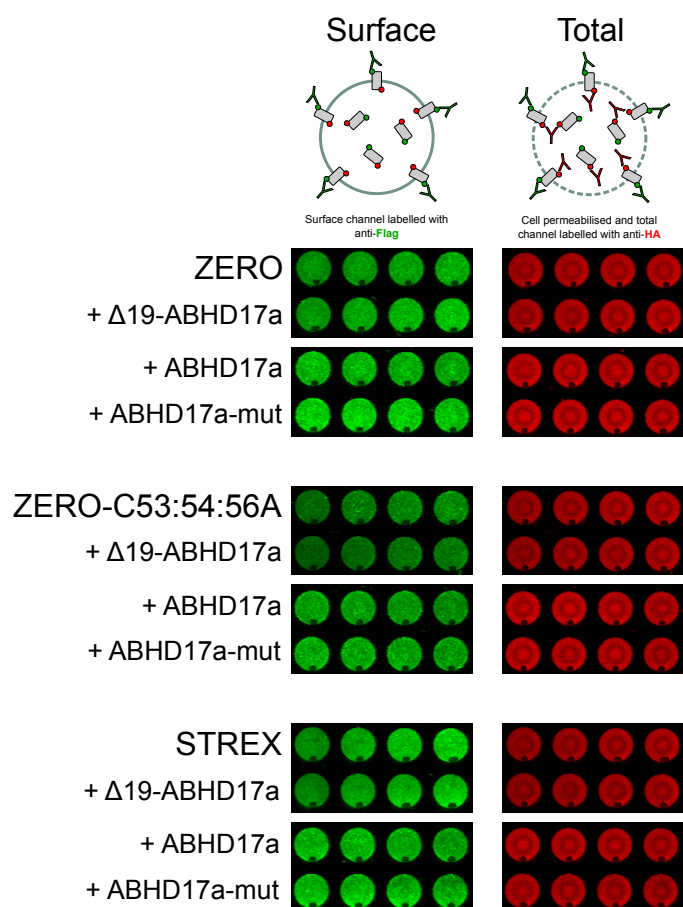 Surface
Total
Surface channel labelled with
anti-Flag
Cell permeabilised and total
channel labelled with anti-HA
ZERO
+ Δ19-ABHD17a
+ ABHD17a
+ ABHD17a-mut
ZERO-C53:54:56A
+ Δ19-ABHD17a
+ ABHD17a
+ ABHD17a-mut
STREX
+ Δ19-ABHD17a
+ ABHD17a
+ ABHD17a-mut